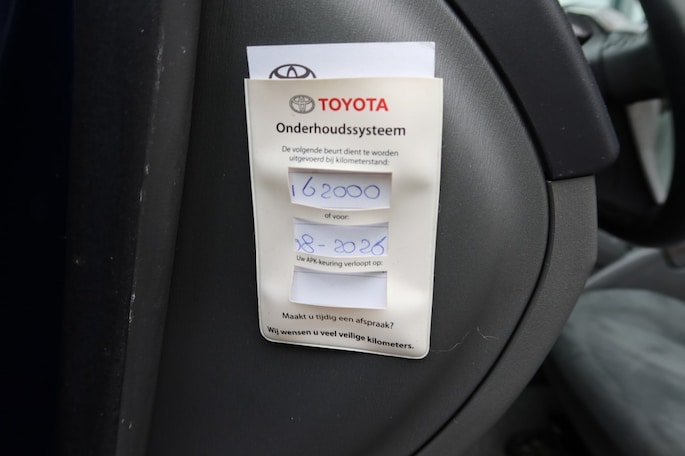 TOYOTA
Onderhoudssysteem
De volgende beurt dient te worden
uitgevoerd bij kilometerstand:
162000
of voor:
08-2026
Uw APK-keuring verloopt op:
Maakt u tijdig een afspraak?
Wij wensen u veel veilige kilometers.